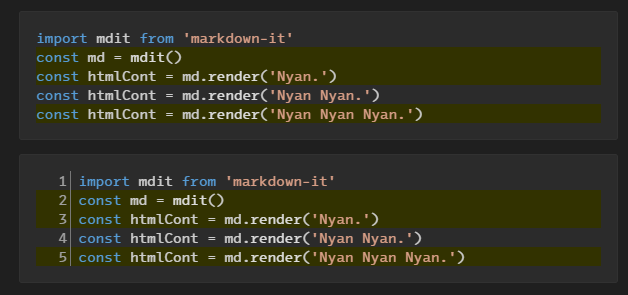 import mdit from 'markdown-it'
const md = mdit()
const htmlCont = md.render('Nyan.')
const htmlCont = md.render('Nyan Nyan.')
const htmlCont = md.render('Nyan Nyan Nyan.')
1 import mdit from 'markdown-it'
2 const md = mdit()
3 const htmlCont = md.render('Nyan.')
4 const htmlCont = md.render('Nyan Nyan.')
5 const htmlCont = md.render('Nyan Nyan Nyan.')